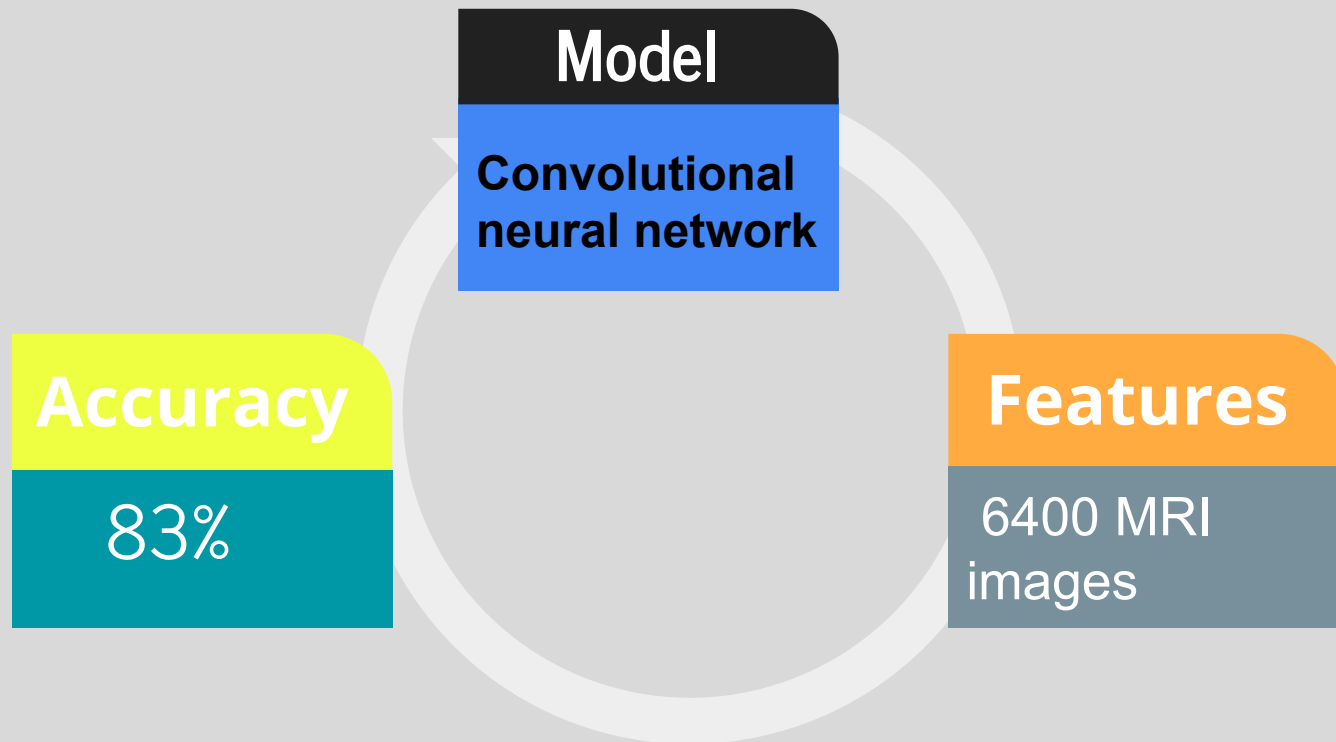 Model
Convolutional
neural network
Accuracy
83%
Features
6400 MRI
images